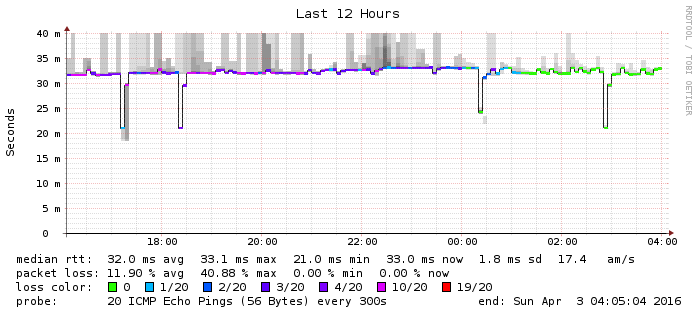 Last 12 Hours
RRDTOOL / TOBI OETIKER
Seconds
40 m
35 m
30 m
25 m
20 m
15 m
10 m
5 m
0
18:00 20:00 22:00 00:00 02:00 04:00
median rtt: 32.0 ms avg 33.1 ms max 21.0 ms min 33.0 ms now 1.8 ms sd 17.4 am/s
packet loss: 11.90 % avg 40.88 % max 0.00 % min 0.00 % now
loss color: 0 1/20 2/20 3/20 4/20 10/20 19/20
probe: 20 ICMP Echo Pings (56 Bytes) every 300s end: Sun Apr 3 04:05:04 2016